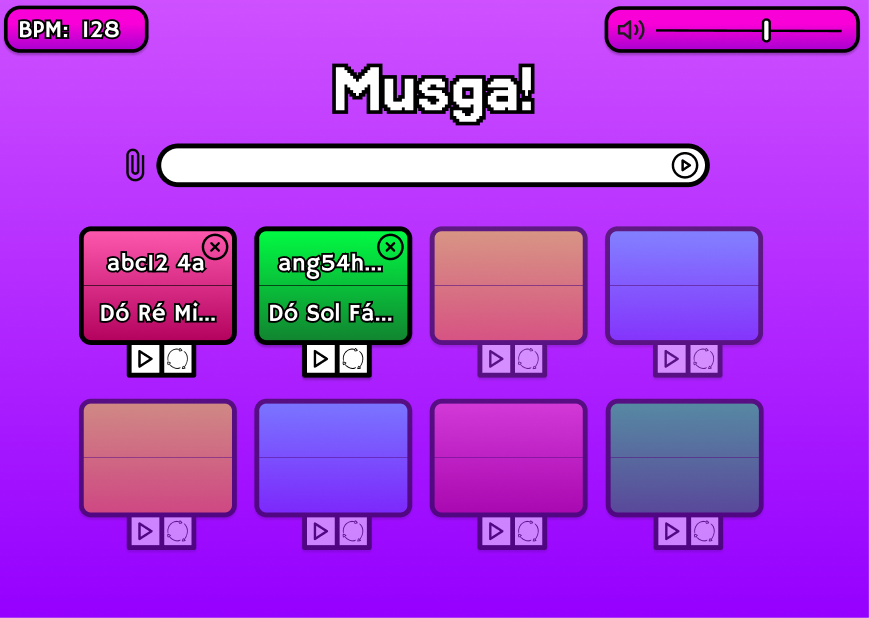 BPM: 128
Musga!
abc12 4a
ang54h...
Dó Ré Mi...
Dó Sol Fá...